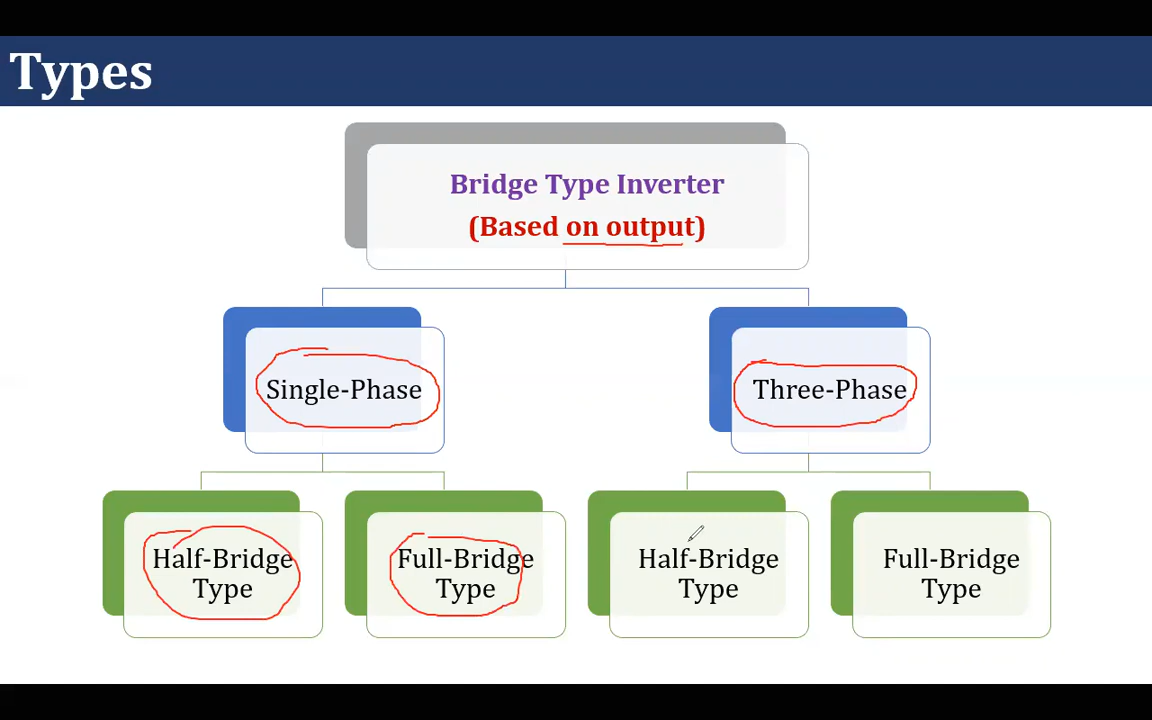 Types
Bridge Type Inverter
(Based on output)
Single-Phase
Three-Phase
Half-Bridge
Type
Full-Bridge
Type
Half-Bridge
Type
Full-Bridge
Type